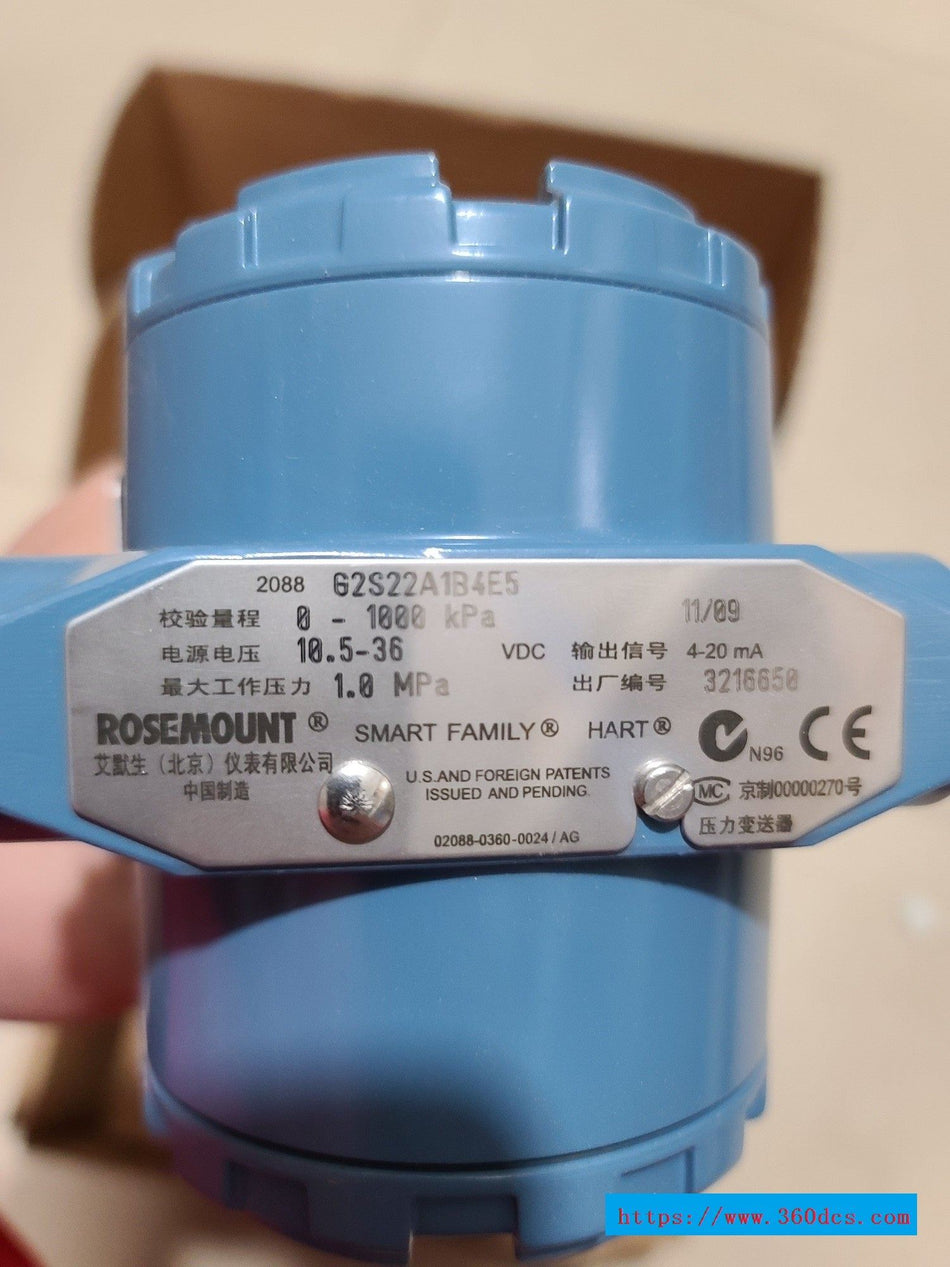 2088 G2S22A1B4E5
校验量程 0 - 1000 kPa 11/09
电源电压 10.5-36 VDC 输出信号 4-20 mA
最大工作压力 1.0 MPa 出厂编号 3216650
ROSEMOUNT® SMART FAMILY® HART® N96 CE
艾默生（北京）仪表有限公司
中国制造
U.S.AND FOREIGN PATENTS
ISSUED AND PENDING.
MC 京制00000270号
压力变送器
02088-0360-0024 / AG
https://www.360dcs.com